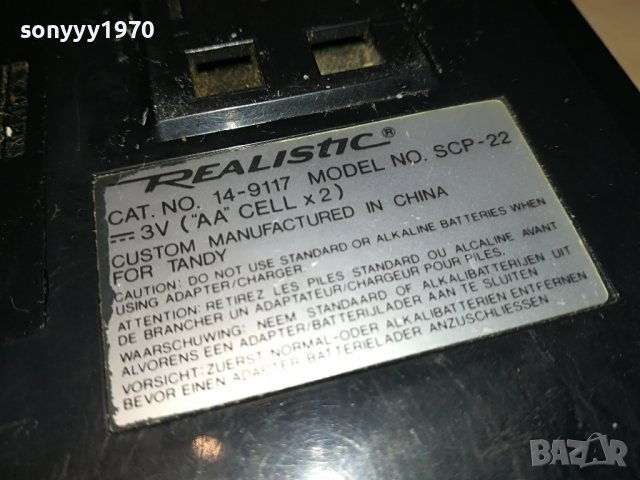 sonyyy1970
REALISTIC®
CAT. NO. 14-9117 MODEL NO. SCP-22
3V ("AA" CELL x 2)
CUSTOM MANUFACTURED IN CHINA
FOR TANDY
CAUTION: DO NOT USE STANDARD OR ALKALINE BATTERIES WHEN
USING ADAPTER/CHARGER.
ATTENTION: RETIREZ LES PILES STANDARD OU ALCALINE AVANT
DE BRANCHER UN ADAPTATEUR/CHARGEUR POUR PILES.
WAARSCHUWING: NEEM STANDAARD OF ALKALIBATTERIJEN UIT
ALVORENS EEN ADAPTER/BATTERIJLADER AAN TE SLUITEN
VORSICHT: ZUERST NORMAL-ODER ALKALIBATTERIEN ENTFERNEN
BEVOR EINEN ADAPTER BATTERIELADER ANZUSCHLIESSEN
BAZAR
bg